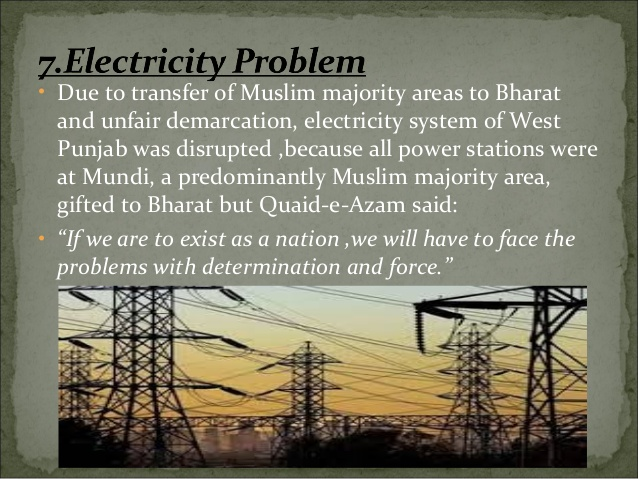 7.Electricity Problem
• Due to transfer of Muslim majority areas to Bharat
and unfair demarcation, electricity system of West
Punjab was disrupted ,because all power stations were
at Mundi, a predominantly Muslim majority area,
gifted to Bharat but Quaid-e-Azam said:
• “If we are to exist as a nation ,we will have to face the
problems with determination and force.”